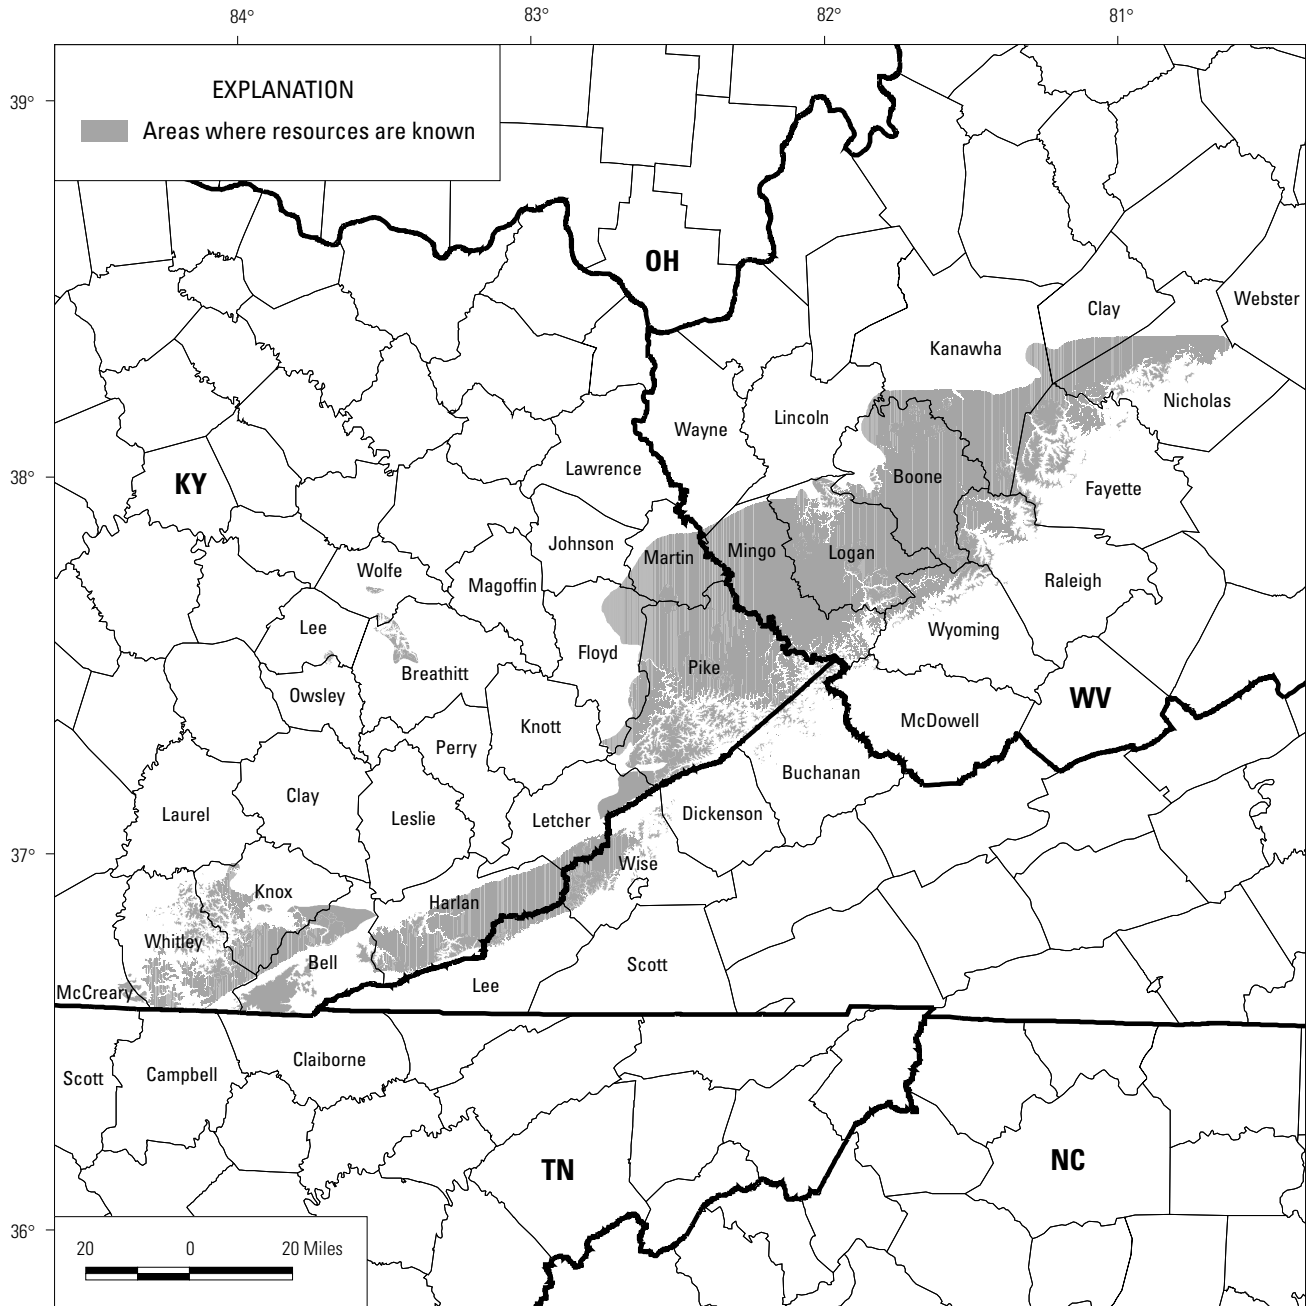 84°
83°
82°
81°
39°
EXPLANATION
Areas where resources are known
OH
Clay
Webster
Kanawha
Nicholas
Lincoln
Wayne
38°
KY
Lawrence
Boone
Fayette
Johnson
Martin
Mingo
Logan
Wolfe
Magoffin
Raleigh
Lee
Wyoming
Floyd
Pike
Breathitt
Owsley
WV
McDowell
Knott
Perry
Buchanan
Clay
Laurel
Leslie
Letcher
Dickenson
37°
Wise
Knox
Harlan
Whitley
Bell
Scott
McCreary
Lee
Claiborne
Scott
Campbell
TN
NC
36°
20 0 20 Miles